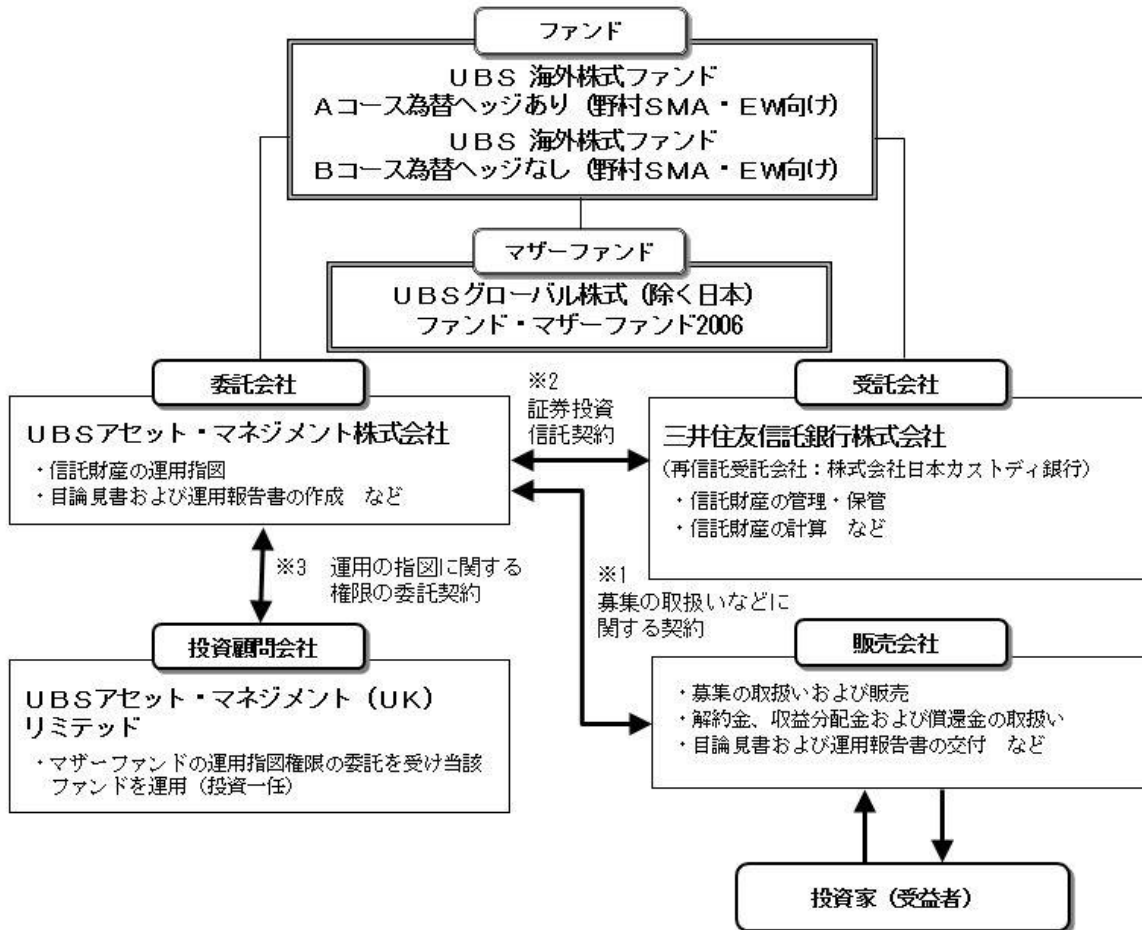 ファンド
UBS 海外株式ファンド
Aコース為替ヘッジあり（野村SMA・EW向け）
UBS 海外株式ファンド
Bコース為替ヘッジなし（野村SMA・EW向け）
マザーファンド
UBSグローバル株式（除く日本）
ファンド・マザーファンド2006
委託会社
UBSアセット・マネジメント株式会社
・信託財産の運用指図
・目論見書および運用報告書の作成　など
※2
証券投資
信託契約
受託会社
三井住友信託銀行株式会社
（再信託受託会社：株式会社日本カストディ銀行）
・信託財産の管理・保管
・信託財産の計算　など
※3　運用の指図に関する
権限の委託契約
※1
募集の取扱いなどに
関する契約
投資顧問会社
UBSアセット・マネジメント（UK）
リミテッド
・マザーファンドの運用指図権限の委託を受け当該
ファンドを運用（投資一任）
販売会社
・募集の取扱いおよび販売
・解約金、収益分配金および償還金の取扱い
・目論見書および運用報告書の交付　など
投資家（受益者）